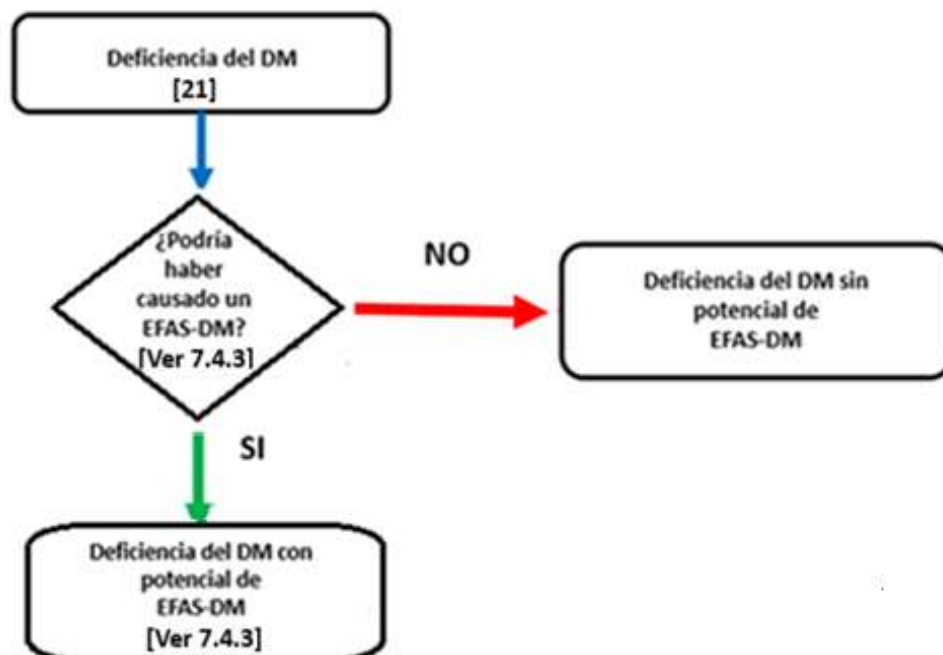 Deficiencia del DM
[21]
¿Podría
haber
causado un
EFAS-DM?
[Ver 7.4.3]
NO
Deficiencia del DM sin
potencial de
EFAS-DM
SI
Deficiencia del DM con
potencial de
EFAS-DM
[Ver 7.4.3]